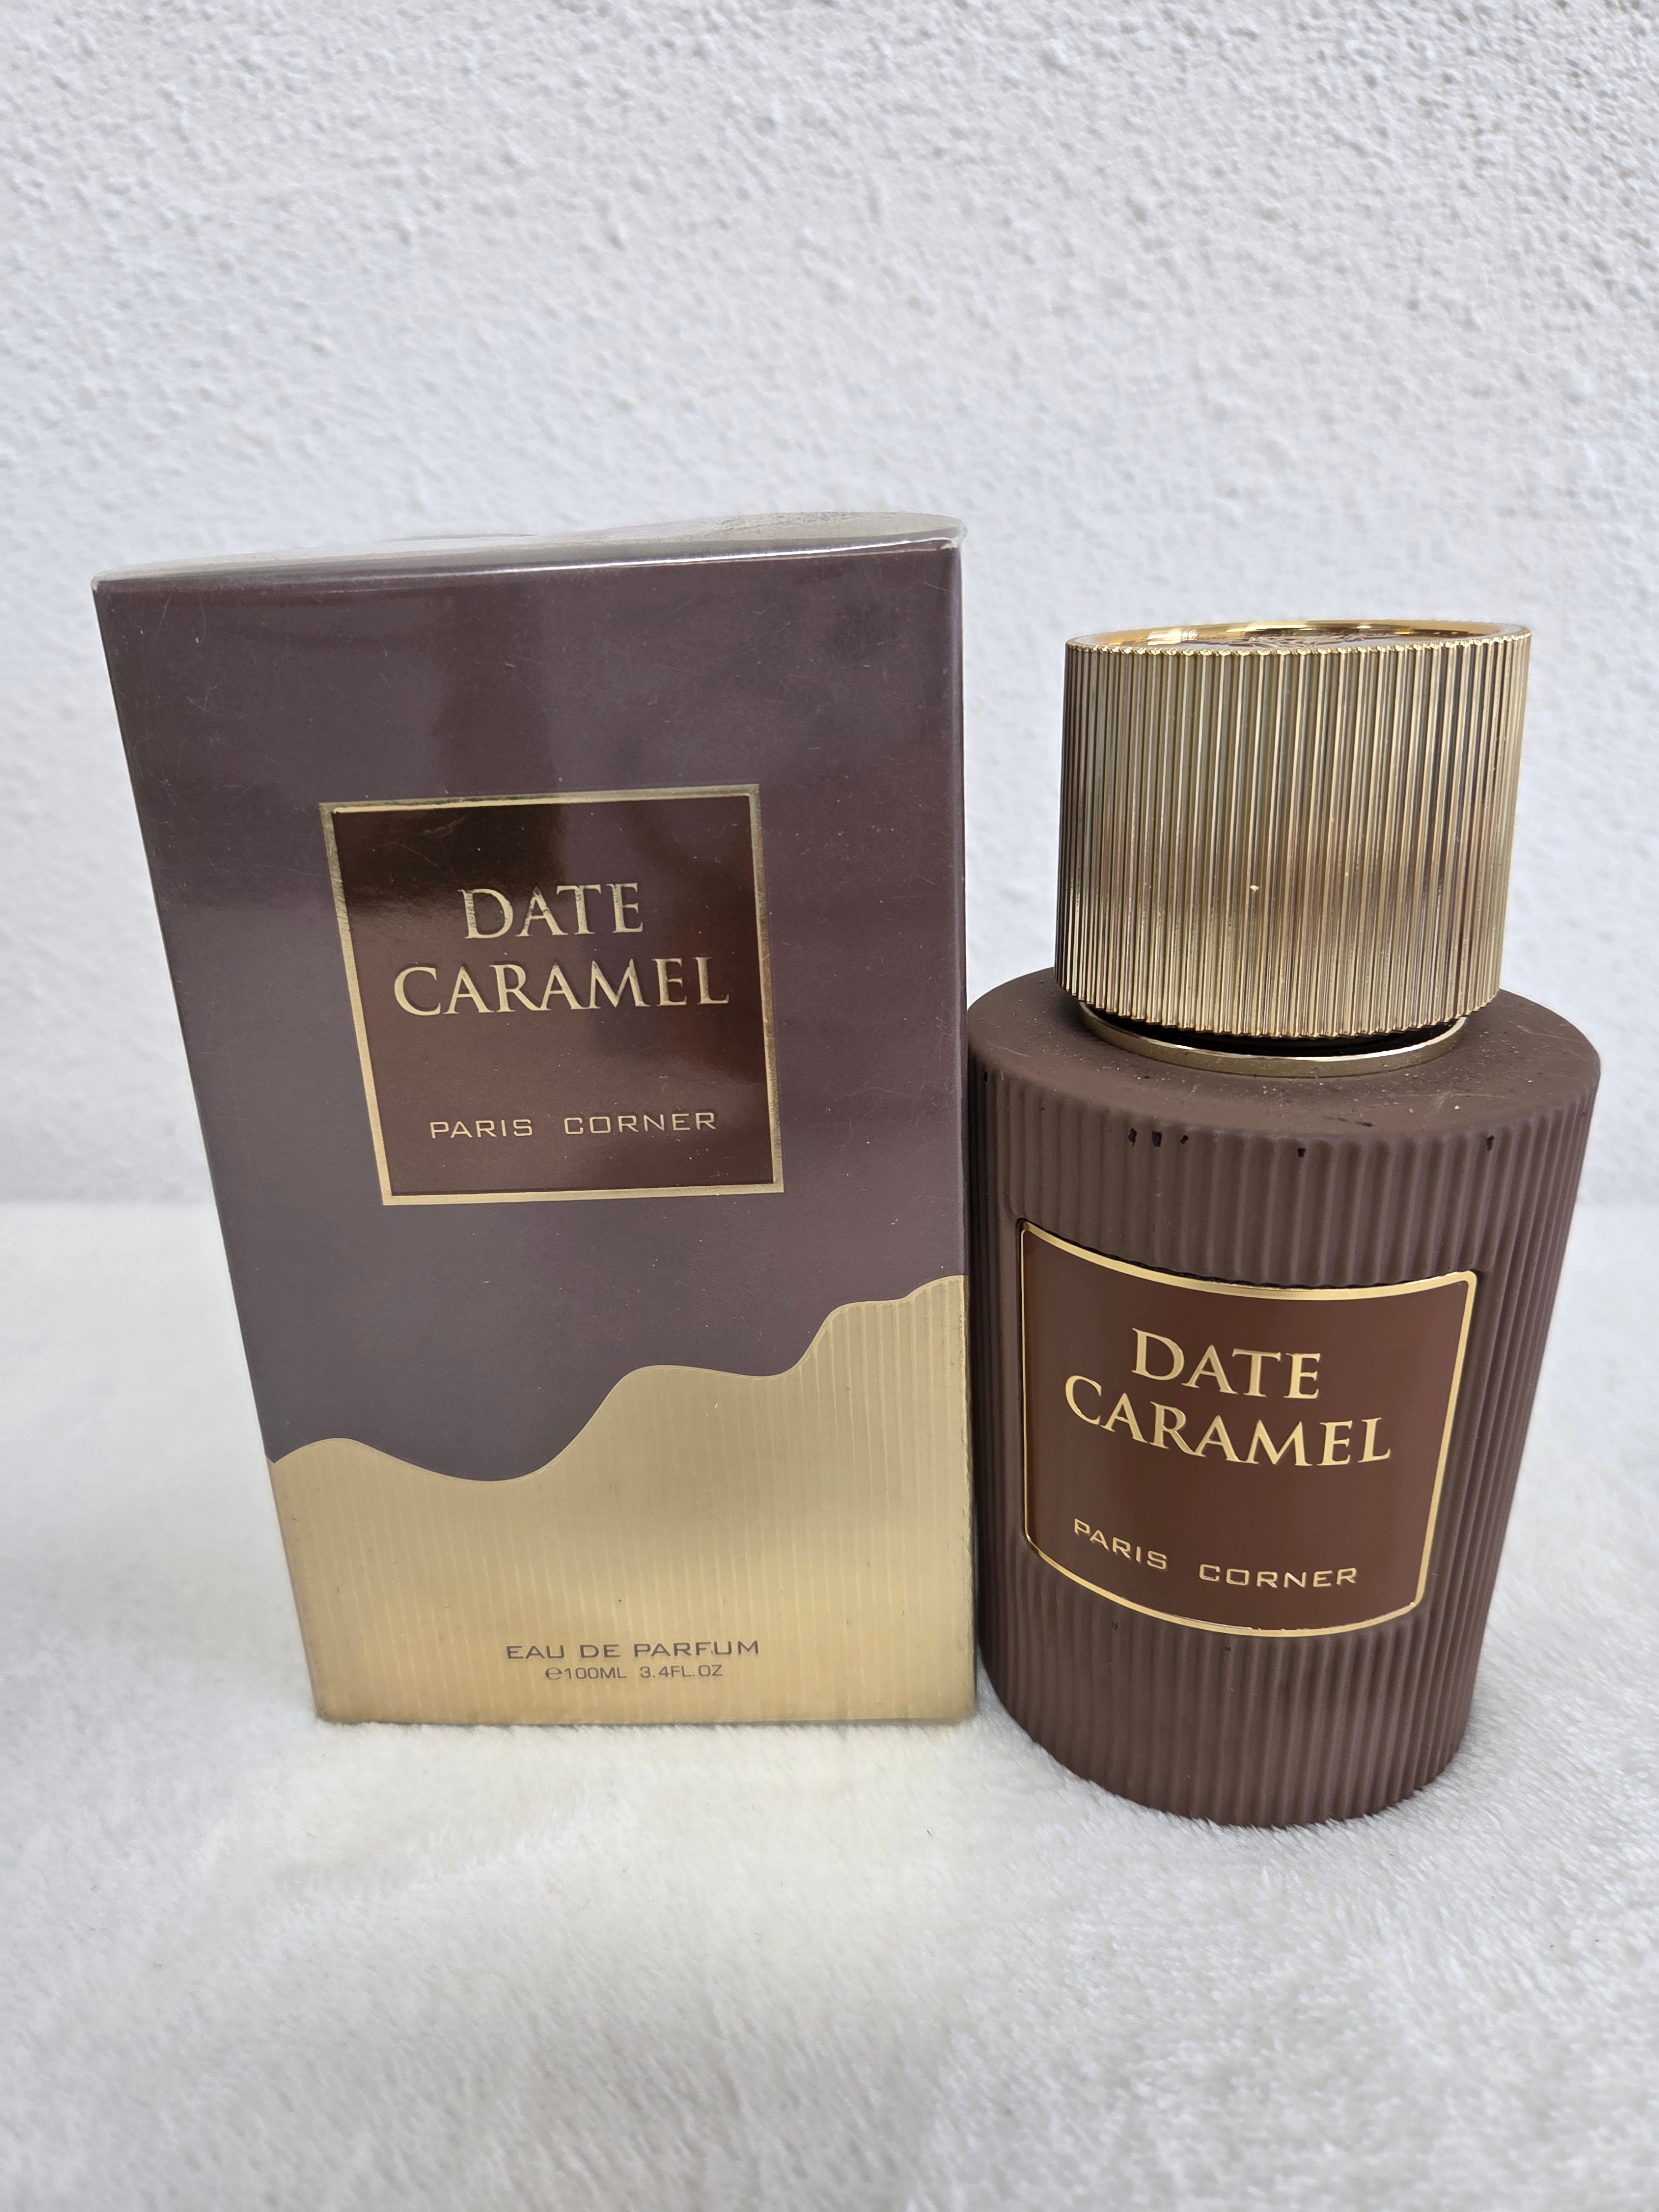 DATE
CARAMEL
PARIS CORNER
EAU DE PARFUM
℮100ML 3.4FL.OZ
DATE
CARAMEL
PARIS CORNER